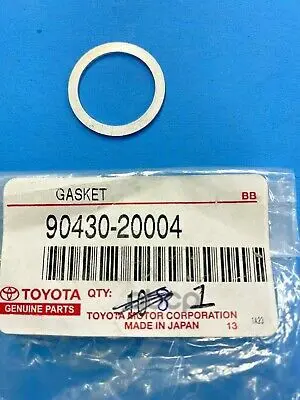 GASKET BB
90430-20004
TOYOTA QTY: 10 8 1
GENUINE PARTS TOYOTA MOTOR CORPORATION
MADE IN JAPAN 13